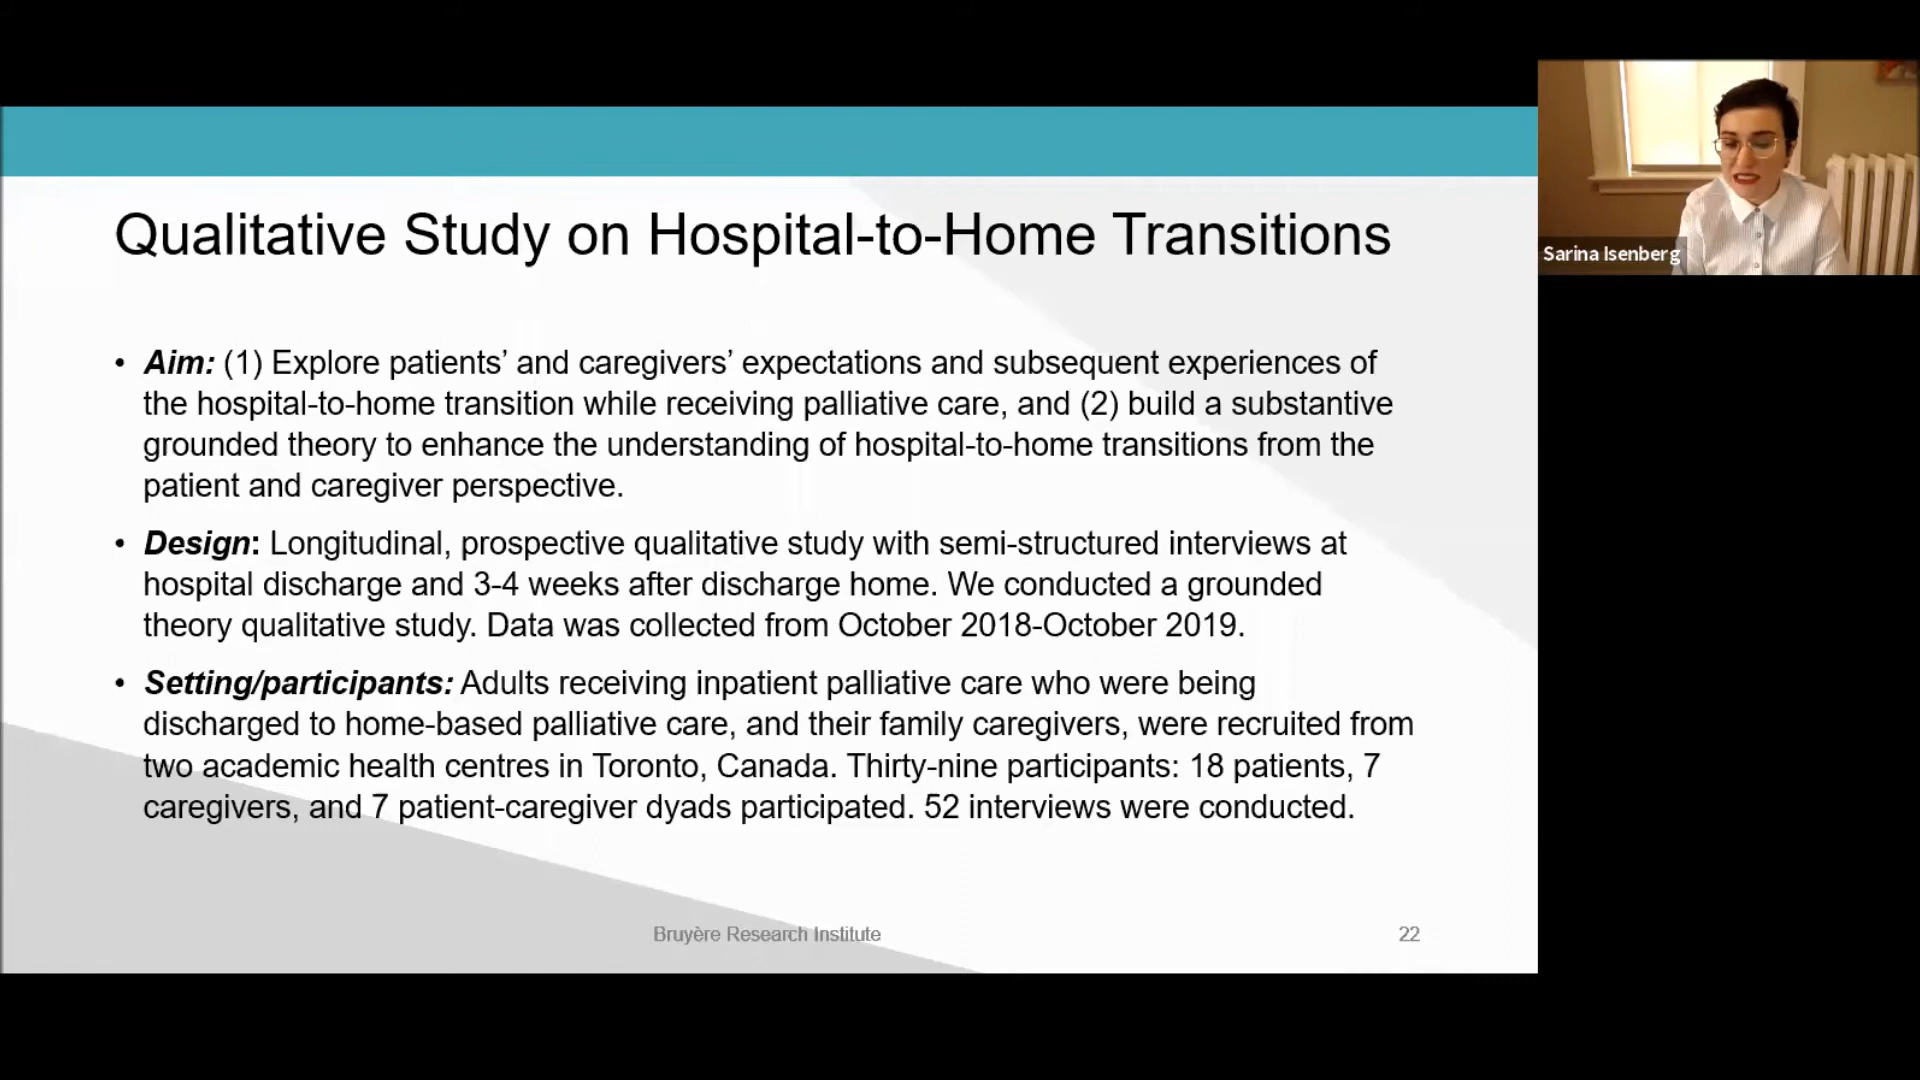 Qualitative Study on Hospital-to-Home Transitions
• Aim: (1) Explore patients’ and caregivers’ expectations and subsequent experiences of
the hospital-to-home transition while receiving palliative care, and (2) build a substantive
grounded theory to enhance the understanding of hospital-to-home transitions from the
patient and caregiver perspective.
• Design: Longitudinal, prospective qualitative study with semi-structured interviews at
hospital discharge and 3-4 weeks after discharge home. We conducted a grounded
theory qualitative study. Data was collected from October 2018-October 2019.
• Setting/participants: Adults receiving inpatient palliative care who were being
discharged to home-based palliative care, and their family caregivers, were recruited from
two academic health centres in Toronto, Canada. Thirty-nine participants: 18 patients, 7
caregivers, and 7 patient-caregiver dyads participated. 52 interviews were conducted.
Bruyère Research Institute
22
Sarina Isenberg